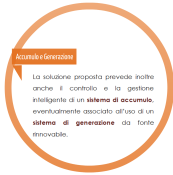 Accumulo e Generazione
La soluzione proposta prevede inoltre
anche il controllo e la gestione
intelligente di un sistema di accumulo,
eventualmente associato all'uso di un
sistema di generazione da fonte
rinnovabile.